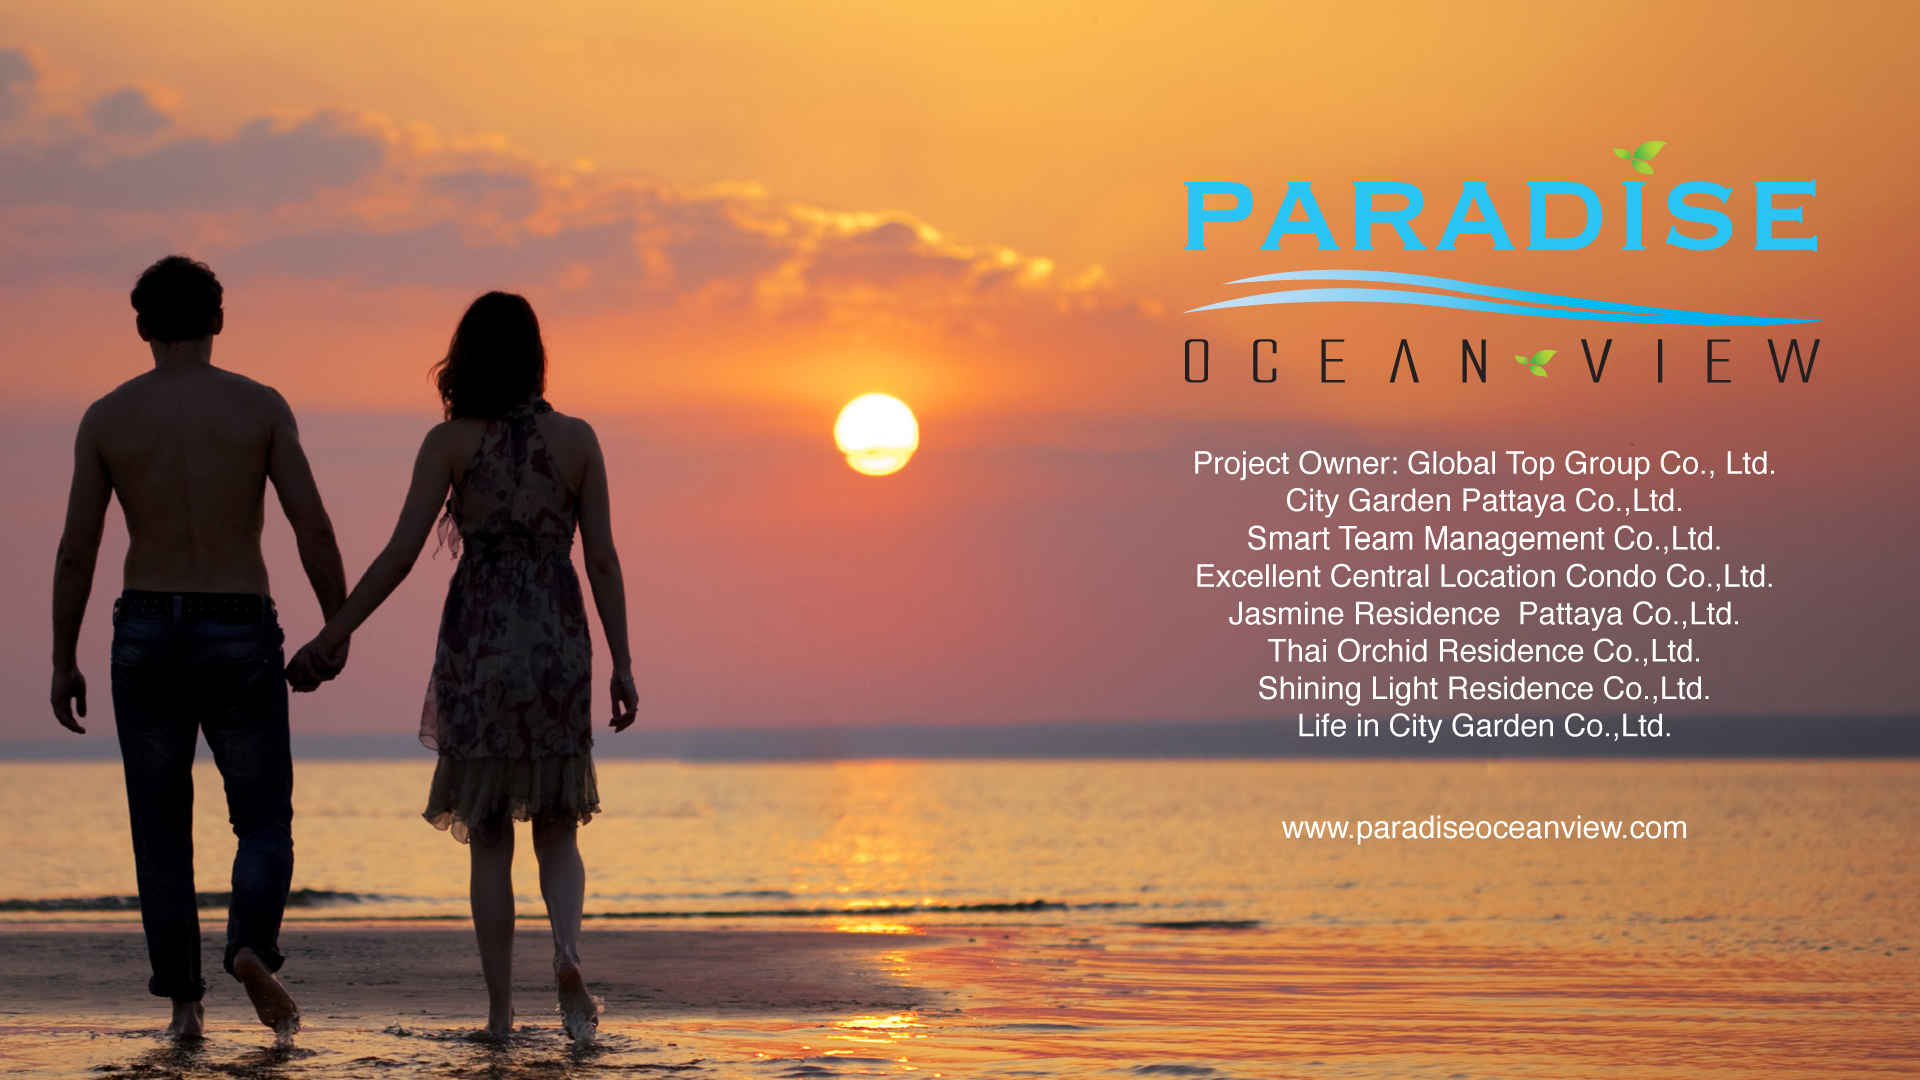 PARADISE
OCEAN VIEW
Project Owner: Global Top Group Co., Ltd.
City Garden Pattaya Co.,Ltd.
Smart Team Management Co.,Ltd.
Excellent Central Location Condo Co.,Ltd.
Jasmine Residence  Pattaya Co.,Ltd.
Thai Orchid Residence Co.,Ltd.
Shining Light Residence Co.,Ltd.
Life in City Garden Co.,Ltd.
www.paradiseoceanview.com